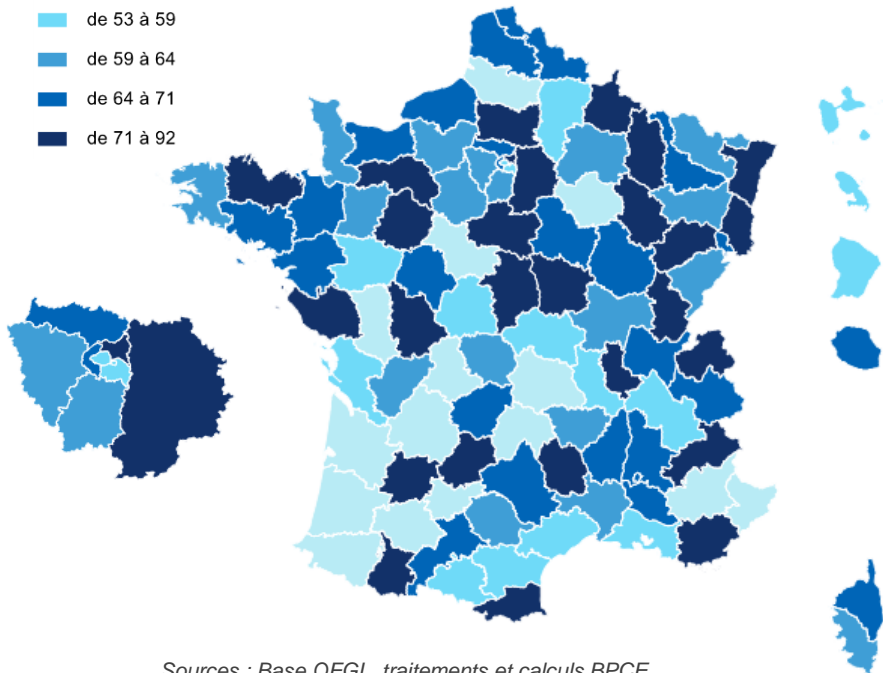 de 53 à 59
de 59 à 64
de 64 à 71
de 71 à 92
Sources : Base OFGL, traitements et calculs BPCE